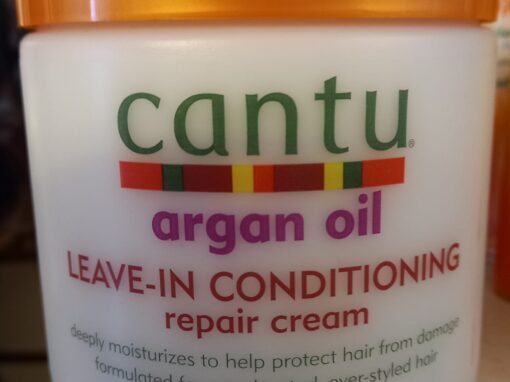 cantu®
argan oil
LEAVE-IN CONDITIONING
repair cream
deeply moisturizes to help protect hair from damage
formulated over-styled hair